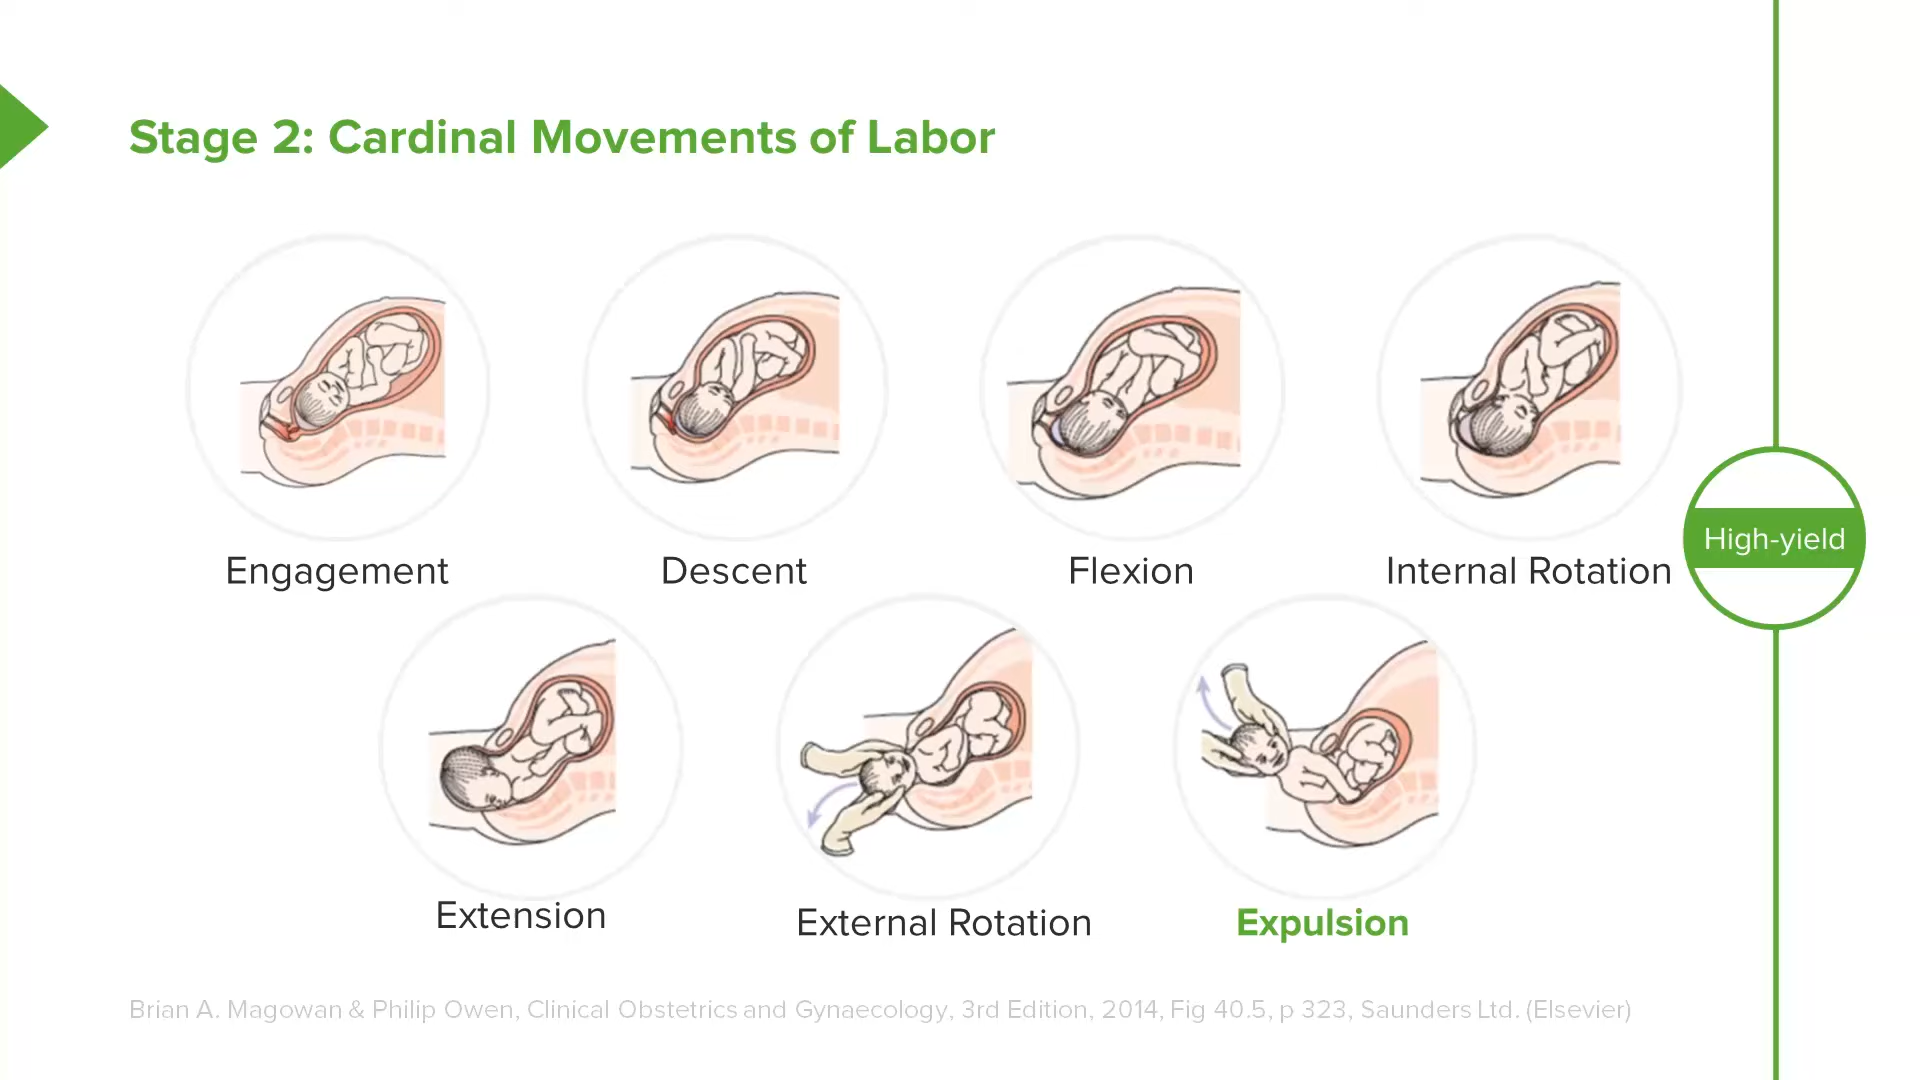 Stage 2: Cardinal Movements of Labor
Engagement
Descent
Flexion
Internal Rotation
High-yield
Extension
External Rotation
Expulsion
Brian A. Magowan & Philip Owen, Clinical Obstetrics and Gynaecology, 3rd Edition, 2014, Fig 40.5, p 323, Saunders Ltd. (Elsevier)